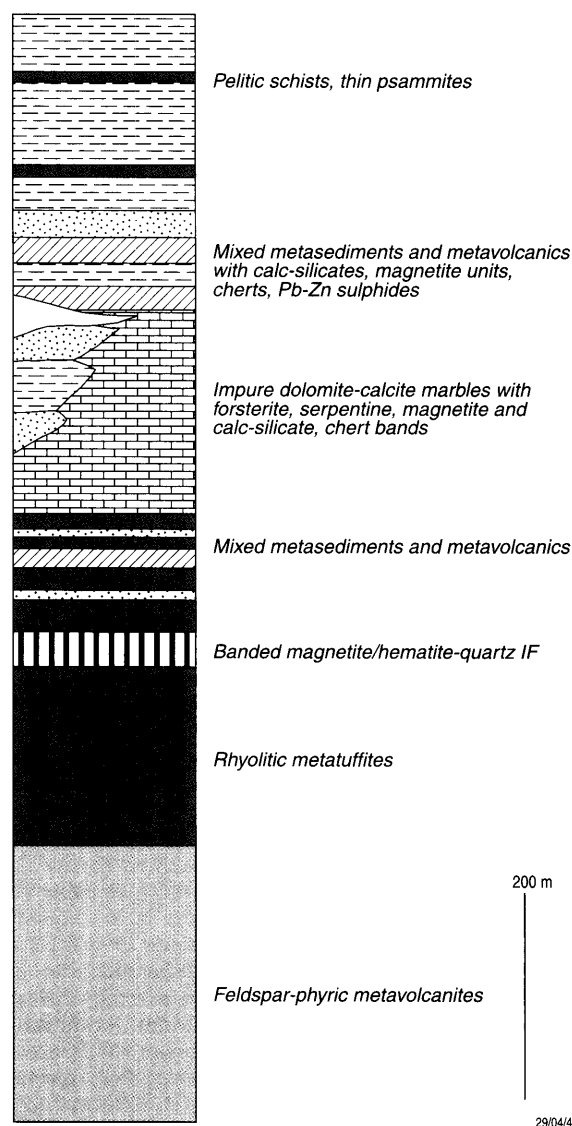 Pelitic schists, thin psammites
Mixed metasediments and metavolcanics
with calc-silicates, magnetite units,
cherts, Pb-Zn sulphides
Impure dolomite-calcite marbles with
forsterite, serpentine, magnetite and
calc-silicate, chert bands
Mixed metasediments and metavolcanics
Banded magnetite/hematite-quartz IF
Rhyolitic metatuffites
200 m
Feldspar-phyric metavolcanites
29/04/4